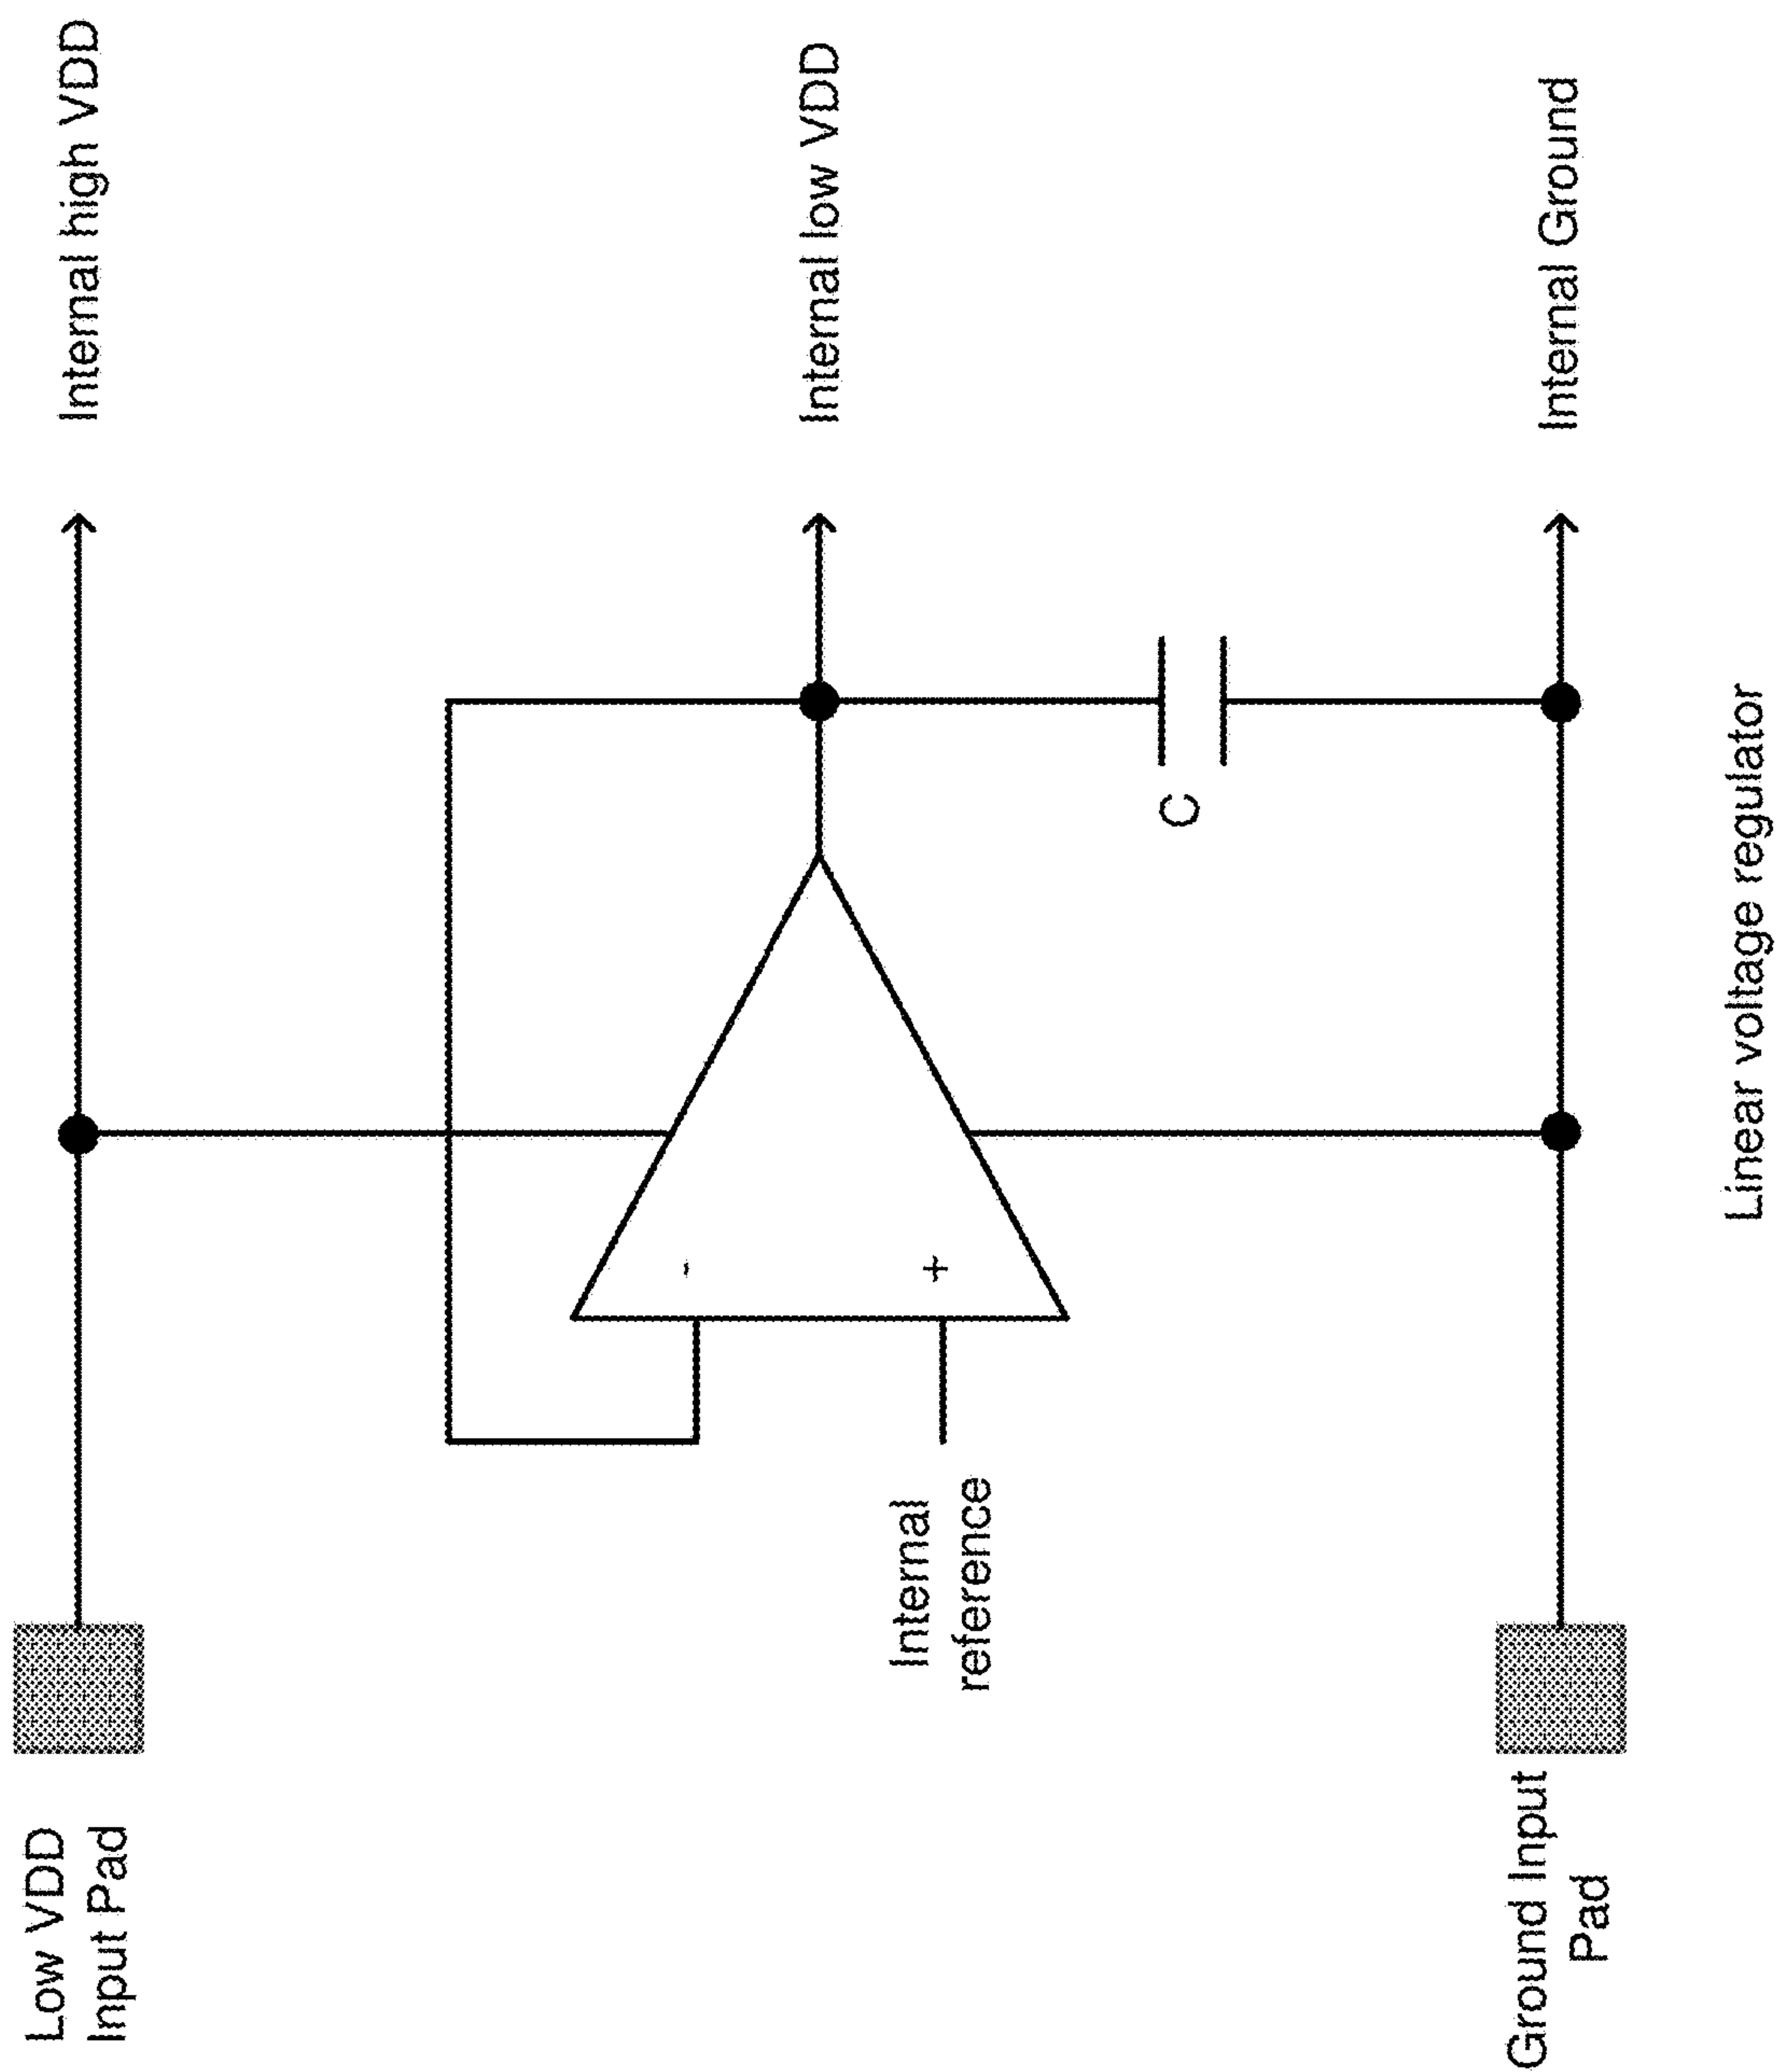 Low VDD
Input Pad
Internal high VDD
-
+
Internal
reference
Internal low VDD
C
Ground Input
Pad
Internal Ground
Linear voltage regulator